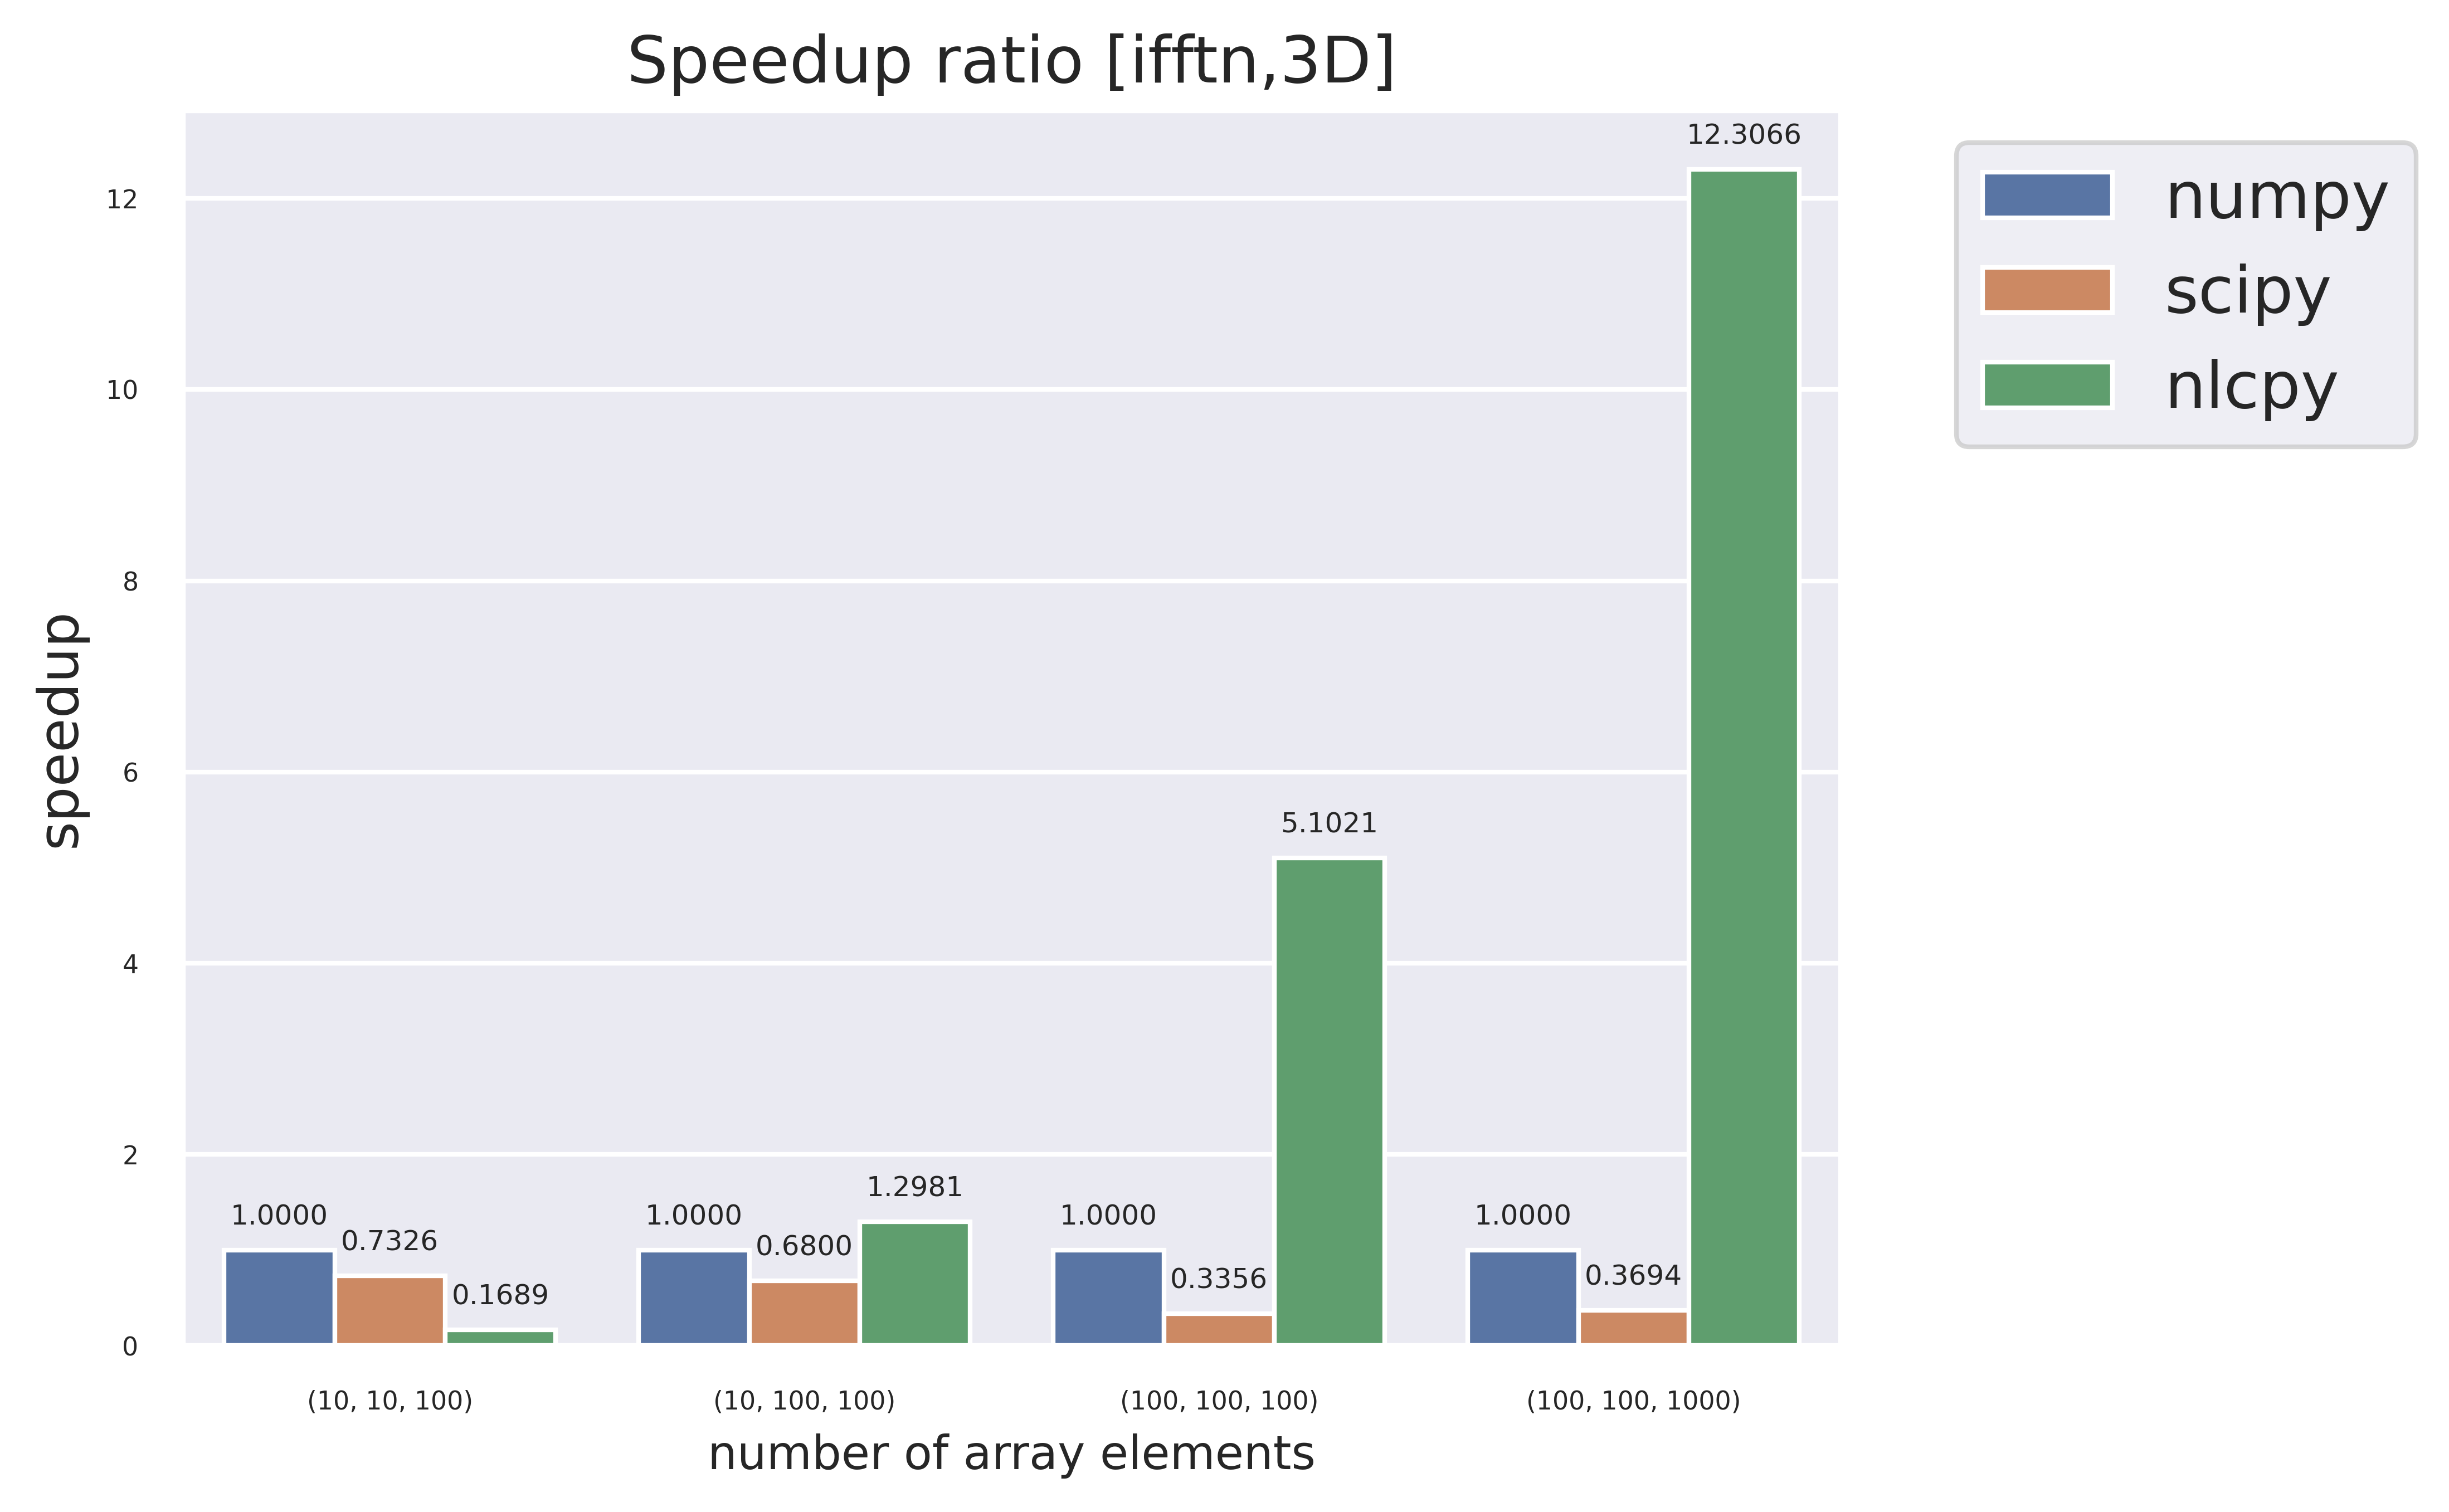 Speedup ratio [ifftn,3D]
numpy
scipy
nlcpy
speedup
12
10
8
6
4
2
0
1.0000
0.7326
0.1689
1.0000
0.6800
1.2981
1.0000
0.3356
5.1021
1.0000
0.3694
12.3066
(10, 10, 100)
(10, 100, 100)
(100, 100, 100)
(100, 100, 1000)
number of array elements